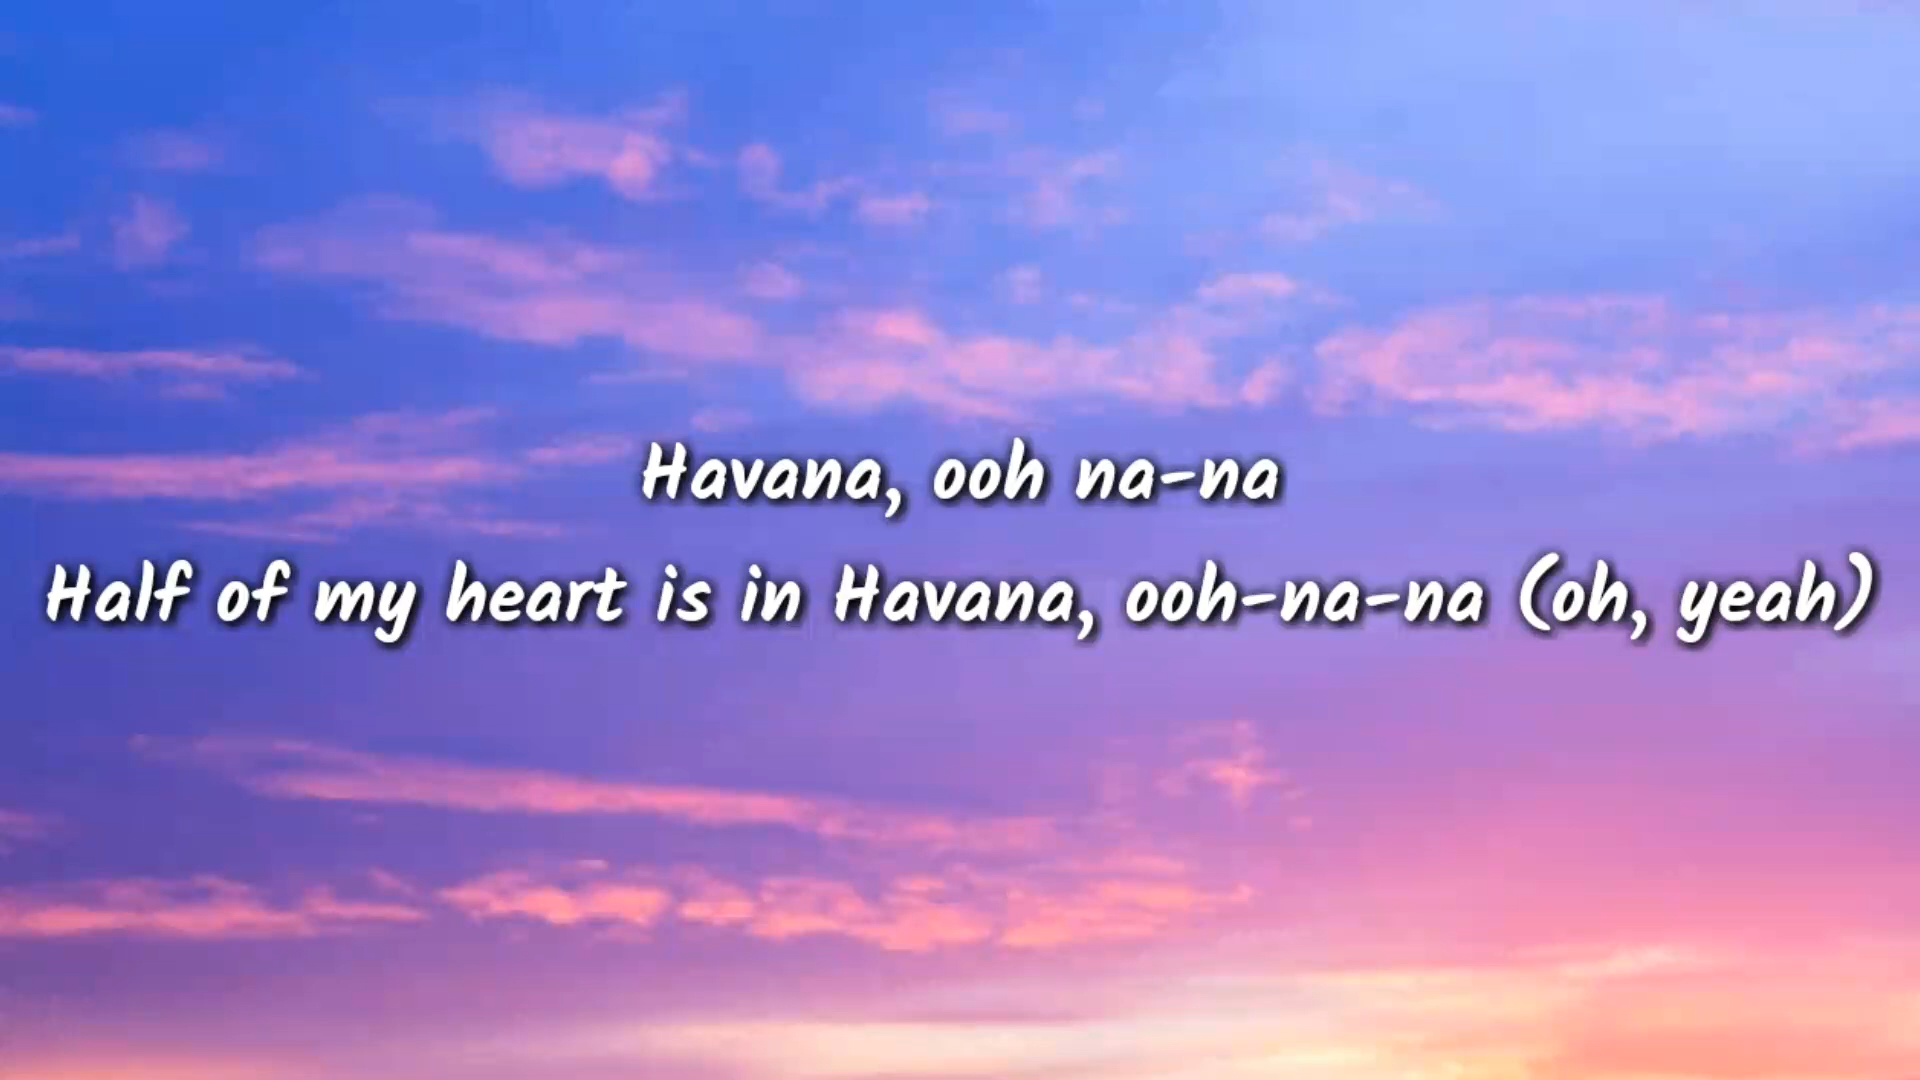 Havana, ooh na-na
Half of my heart is in Havana, ooh-na-na (oh, yeah)